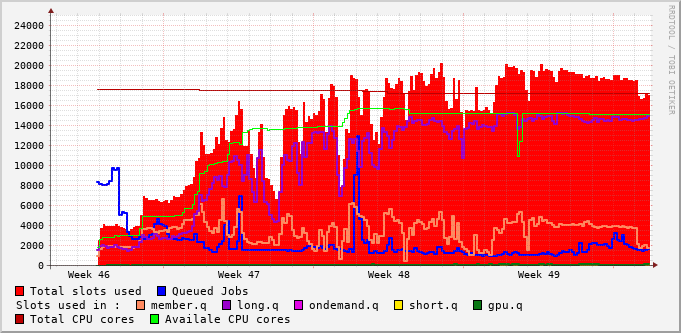 RRDTOOL / TOBI OETIKER
24000
22000
20000
18000
16000
14000
12000
10000
8000
6000
4000
2000
0
Week 46 Week 47 Week 48 Week 49
Total slots used Queued Jobs
Slots used in : member.q long.q ondemand.q short.q gpu.q
Total CPU cores Availale CPU cores